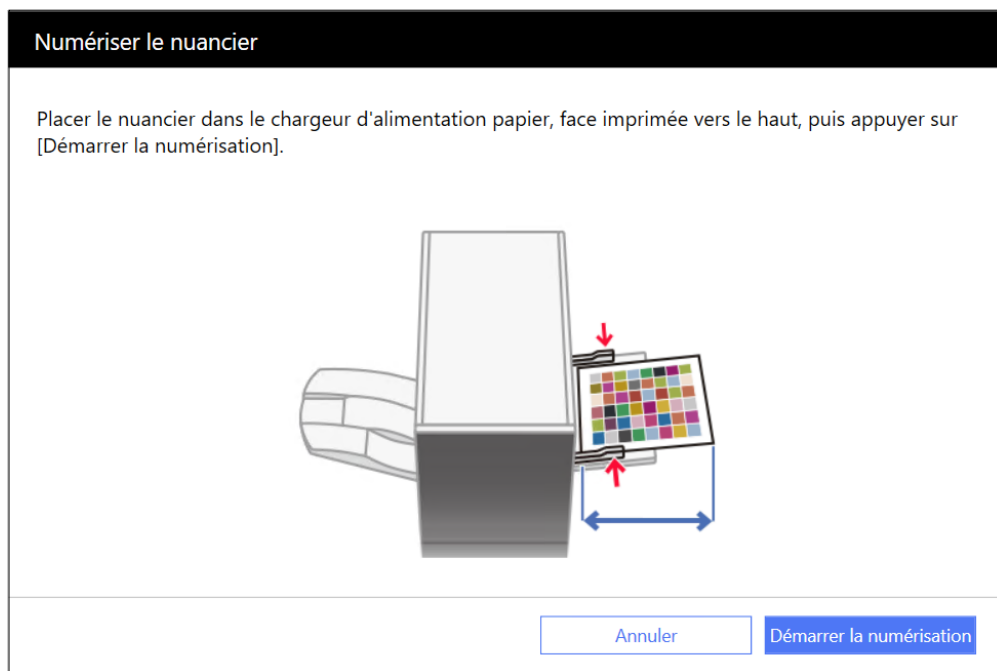 Numériser le nuancier
Placer le nuancier dans le chargeur d'alimentation papier, face imprimée vers le haut, puis appuyer sur
[Démarrer la numérisation].
Annuler
Démarrer la numérisation